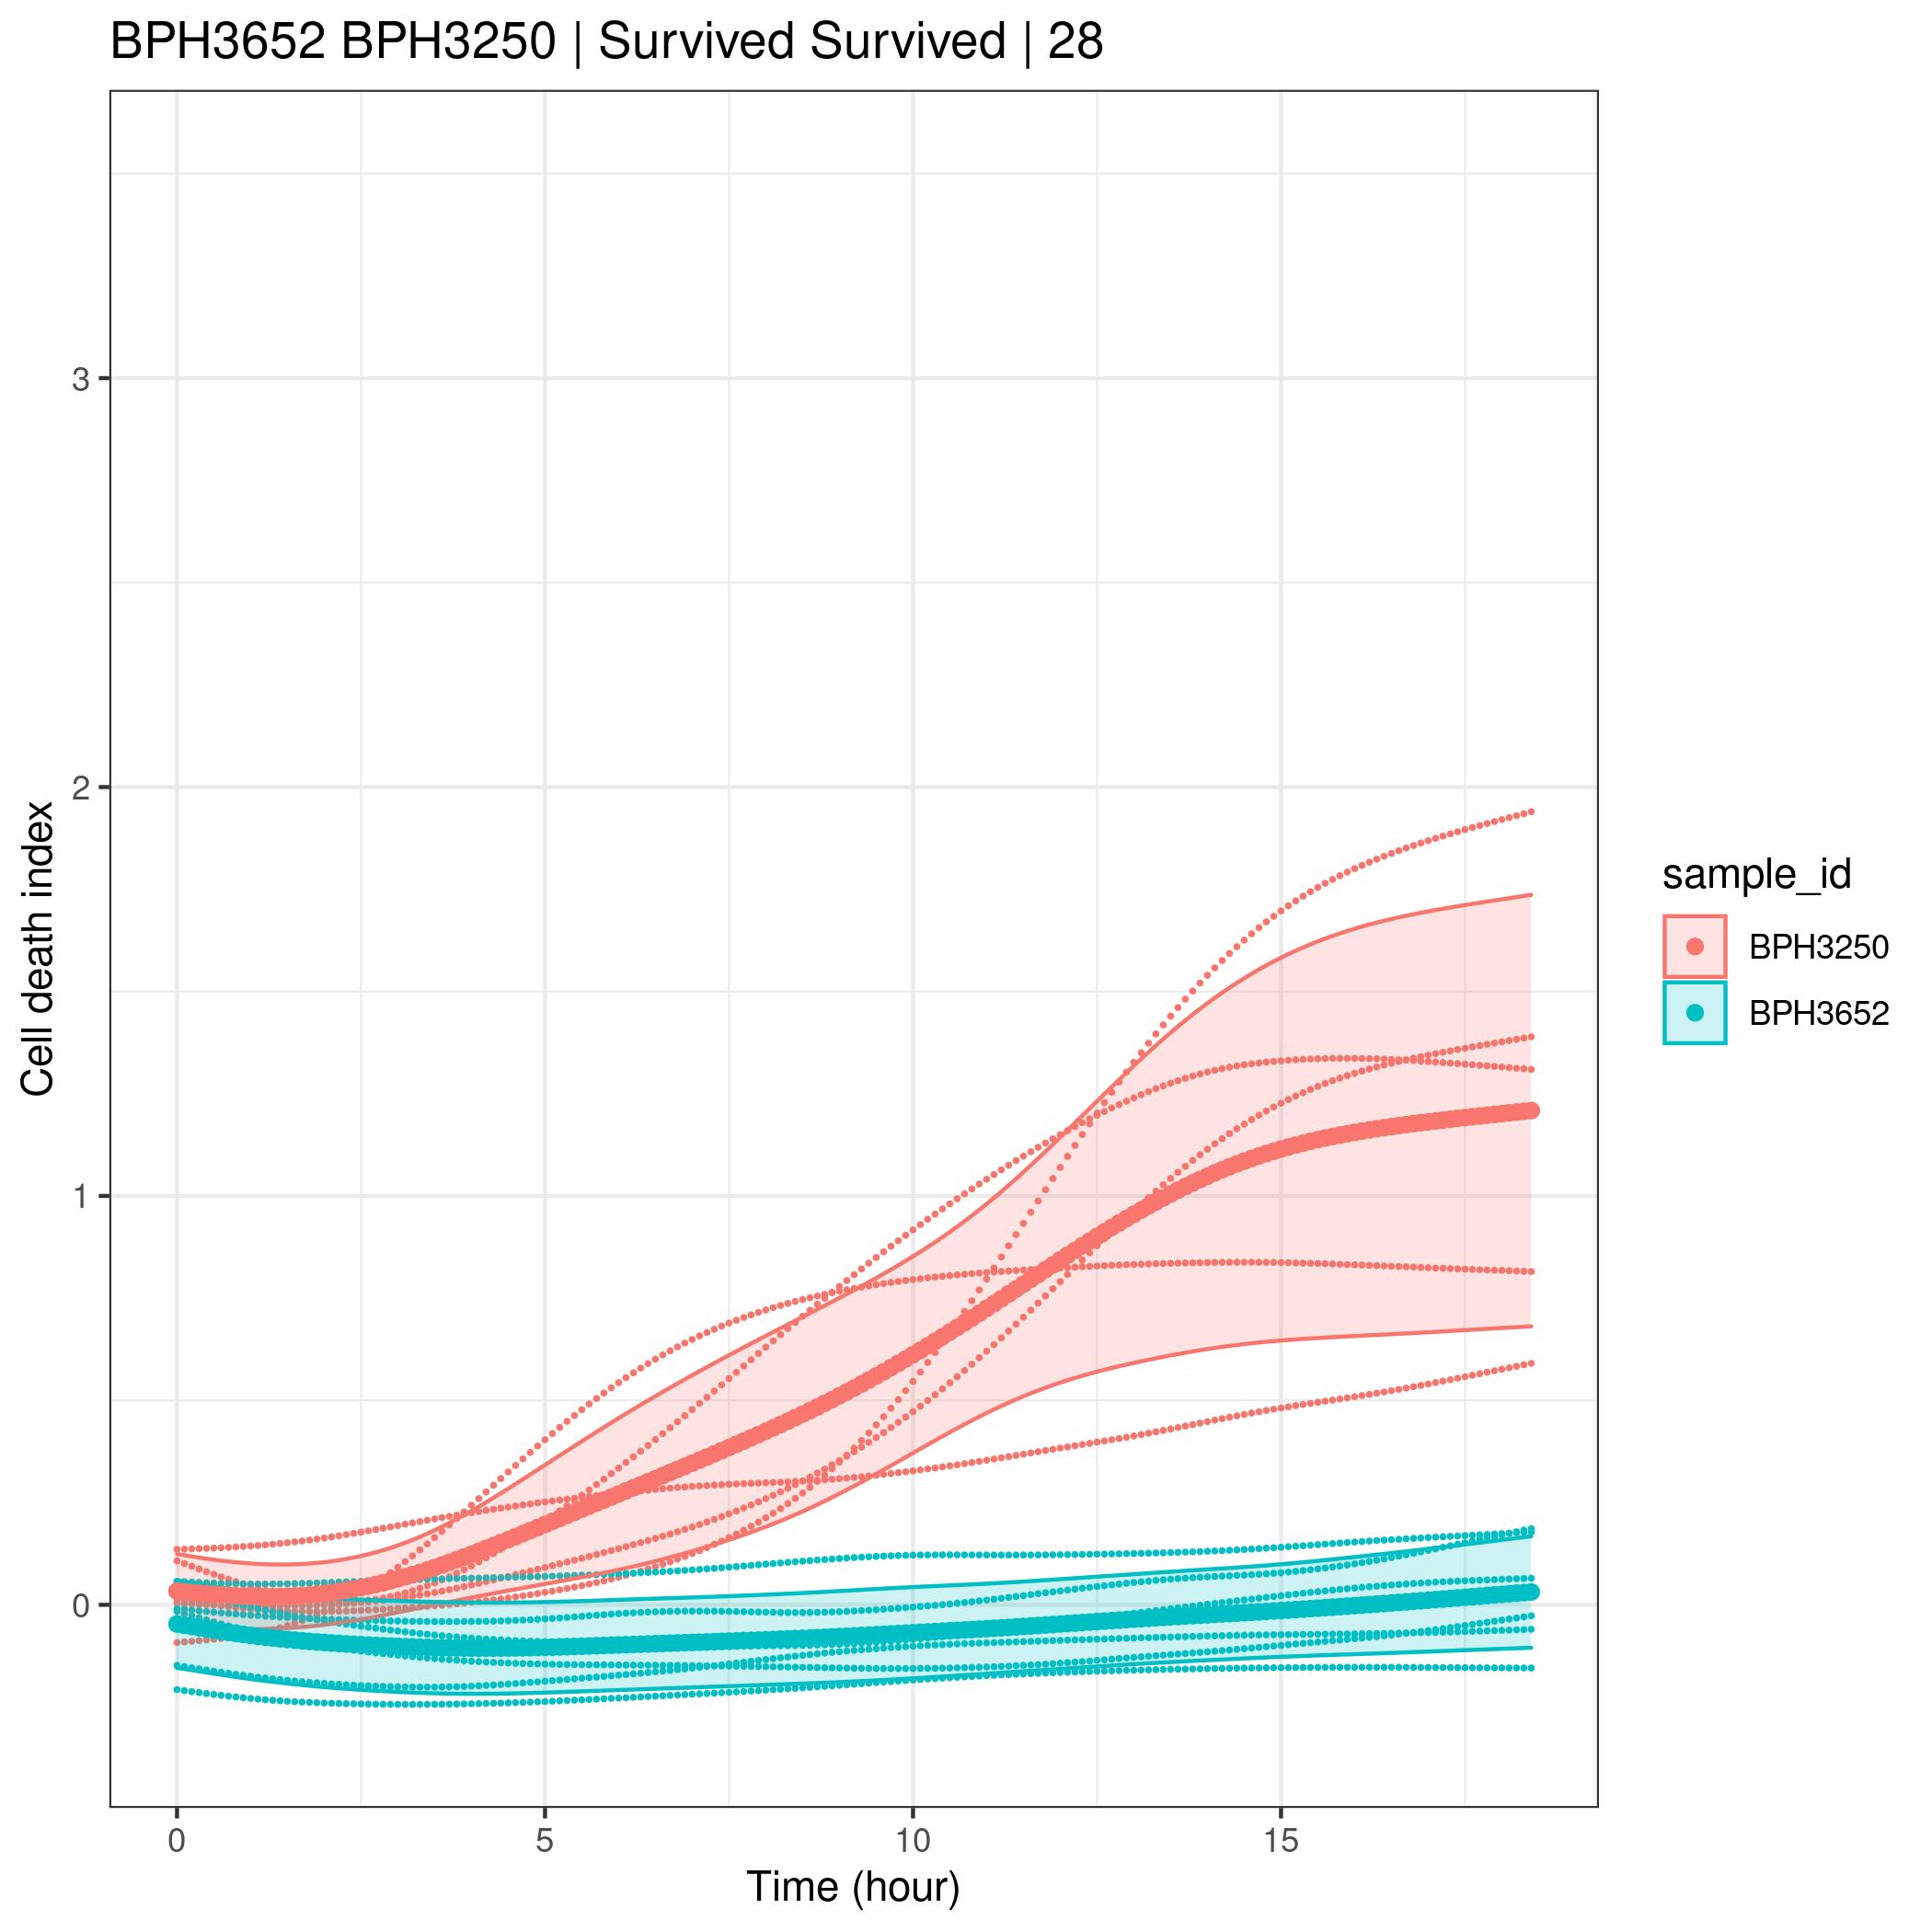 BPH3652 BPH3250 | Survived Survived | 28
3
2
1
0
Cell death index
0 5 10 15
Time (hour)
sample_id
BPH3250
BPH3652